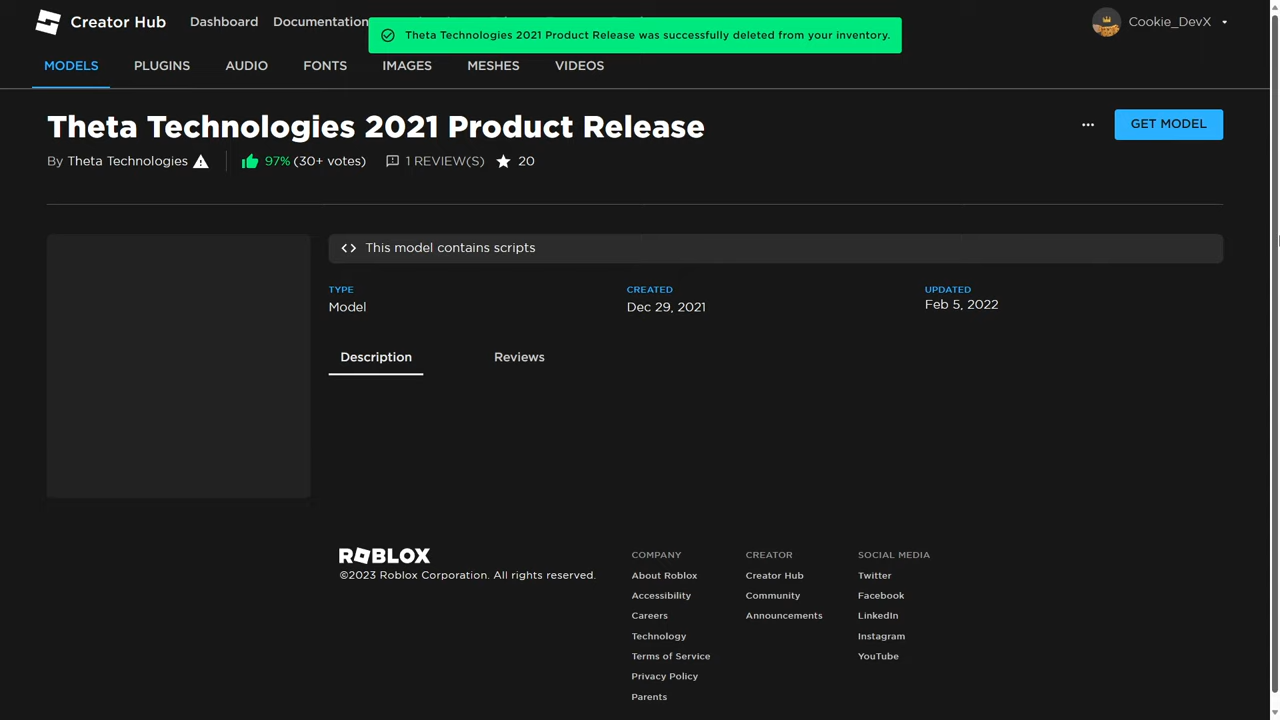 Creator Hub
Dashboard
Documentation
Cookie_DevX
Theta Technologies 2021 Product Release was successfully deleted from your inventory.
MODELS
PLUGINS
AUDIO
FONTS
IMAGES
MESHES
VIDEOS
Theta Technologies 2021 Product Release
GET MODEL
By Theta Technologies
97% (30+ votes)
1 REVIEW(S)
20
This model contains scripts
TYPE
Model
CREATED
Dec 29, 2021
UPDATED
Feb 5, 2022
Description
Reviews
ROBLOX
©2023 Roblox Corporation. All rights reserved.
COMPANY
About Roblox
Accessibility
Careers
Technology
Terms of Service
Privacy Policy
Parents
CREATOR
Creator Hub
Community
Announcements
SOCIAL MEDIA
Twitter
Facebook
LinkedIn
Instagram
YouTube